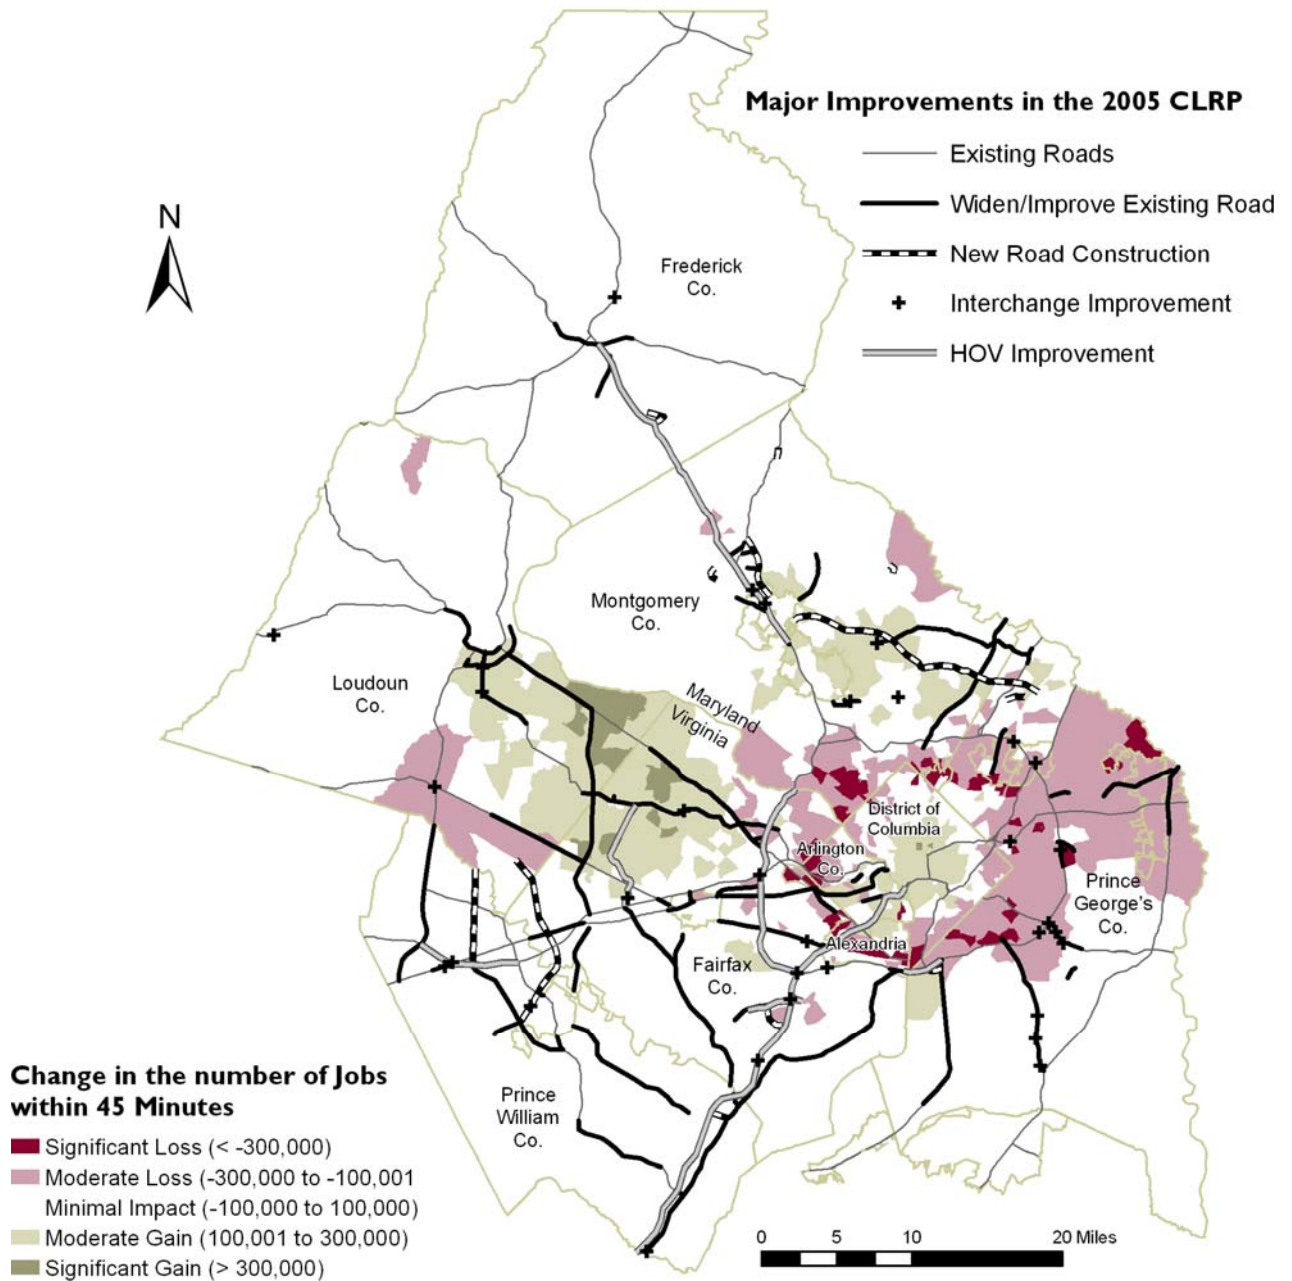 Major Improvements in the 2005 CLRP
Existing Roads
Widen/Improve Existing Road
New Road Construction
Interchange Improvement
HOV Improvement
N
Frederick
Co.
Montgomery
Co.
Loudoun
Co.
Maryland
Virginia
District of
Columbia
Arlington
Co.
Prince
George's
Co.
Alexandria
Fairfax
Co.
Prince
William
Co.
Change in the number of Jobs
within 45 Minutes
Significant Loss (< -300,000)
Moderate Loss (-300,000 to -100,001
Minimal Impact (-100,000 to 100,000)
Moderate Gain (100,001 to 300,000)
Significant Gain (> 300,000)
0 5 10 20 Miles